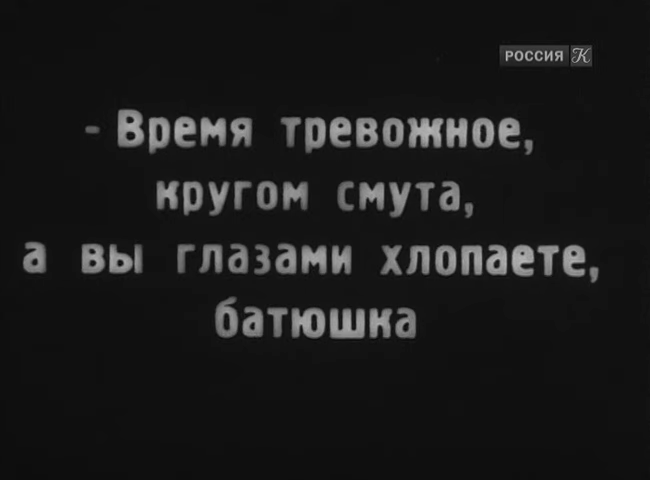 РОССИЯ К
- Время тревожное,
кругом смута,
а вы глазами хлопаете,
батюшка